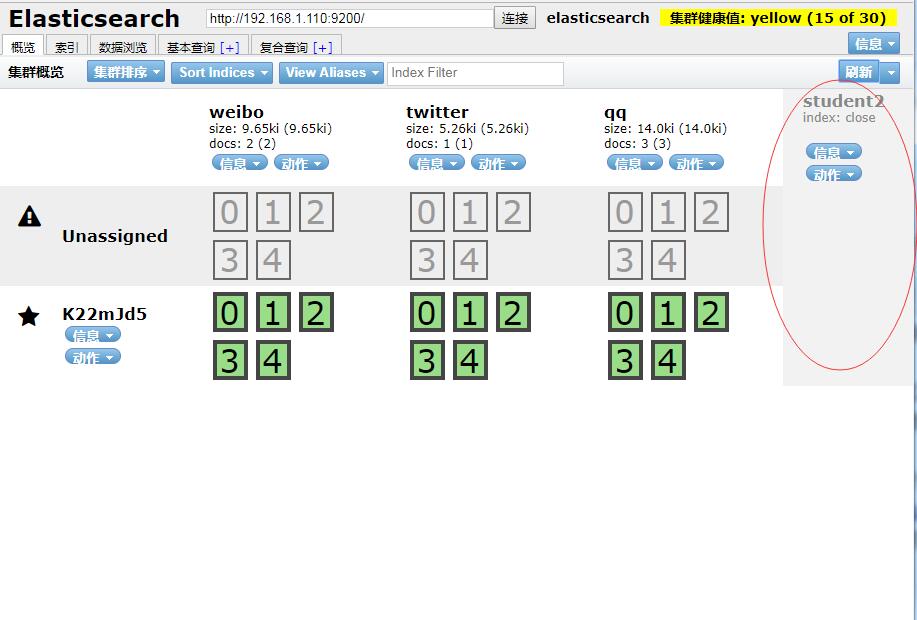 Elasticsearch http://192.168.1.110:9200/ 连接 elasticsearch 集群健康值: yellow (15 of 30)
概览 索引 数据浏览 基本查询 [+] 复合查询 [+] 信息
集群概览 集群排序 Sort Indices View Aliases Index Filter 刷新
weibo twitter qq student2
size: 9.65ki (9.65ki) size: 5.26ki (5.26ki) size: 14.0ki (14.0ki) index: close
docs: 2 (2) docs: 1 (1) docs: 3 (3)
信息 动作 信息 动作 信息 动作 信息
动作
0 1 2 0 1 2 0 1 2
Unassigned
3 4 3 4 3 4
K22mJd5 0 1 2 0 1 2 0 1 2
信息
动作 3 4 3 4 3 4